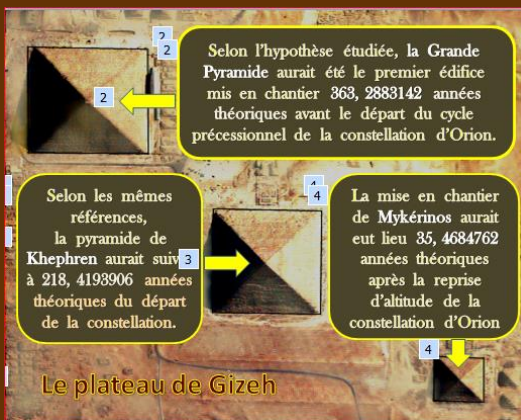 2
2
Selon l'hypothèse étudiée, la Grande
Pyramide aurait été le premier édifice
mis en chantier 363, 2883142 années
théoriques avant le départ du cycle
précessionnel de la constellation d'Orion.
2
Selon les mêmes
références,
la pyramide de
Khephren aurait suiv
à 218, 4193906 années
théoriques du départ
de la constellation.
3
4
4
La mise en chantier
de Mykérinos aurait
eut lieu 35, 4684762
années théoriques
après la reprise
d'altitude de la
constellation d'Orion
4
Le plateau de Gizeh